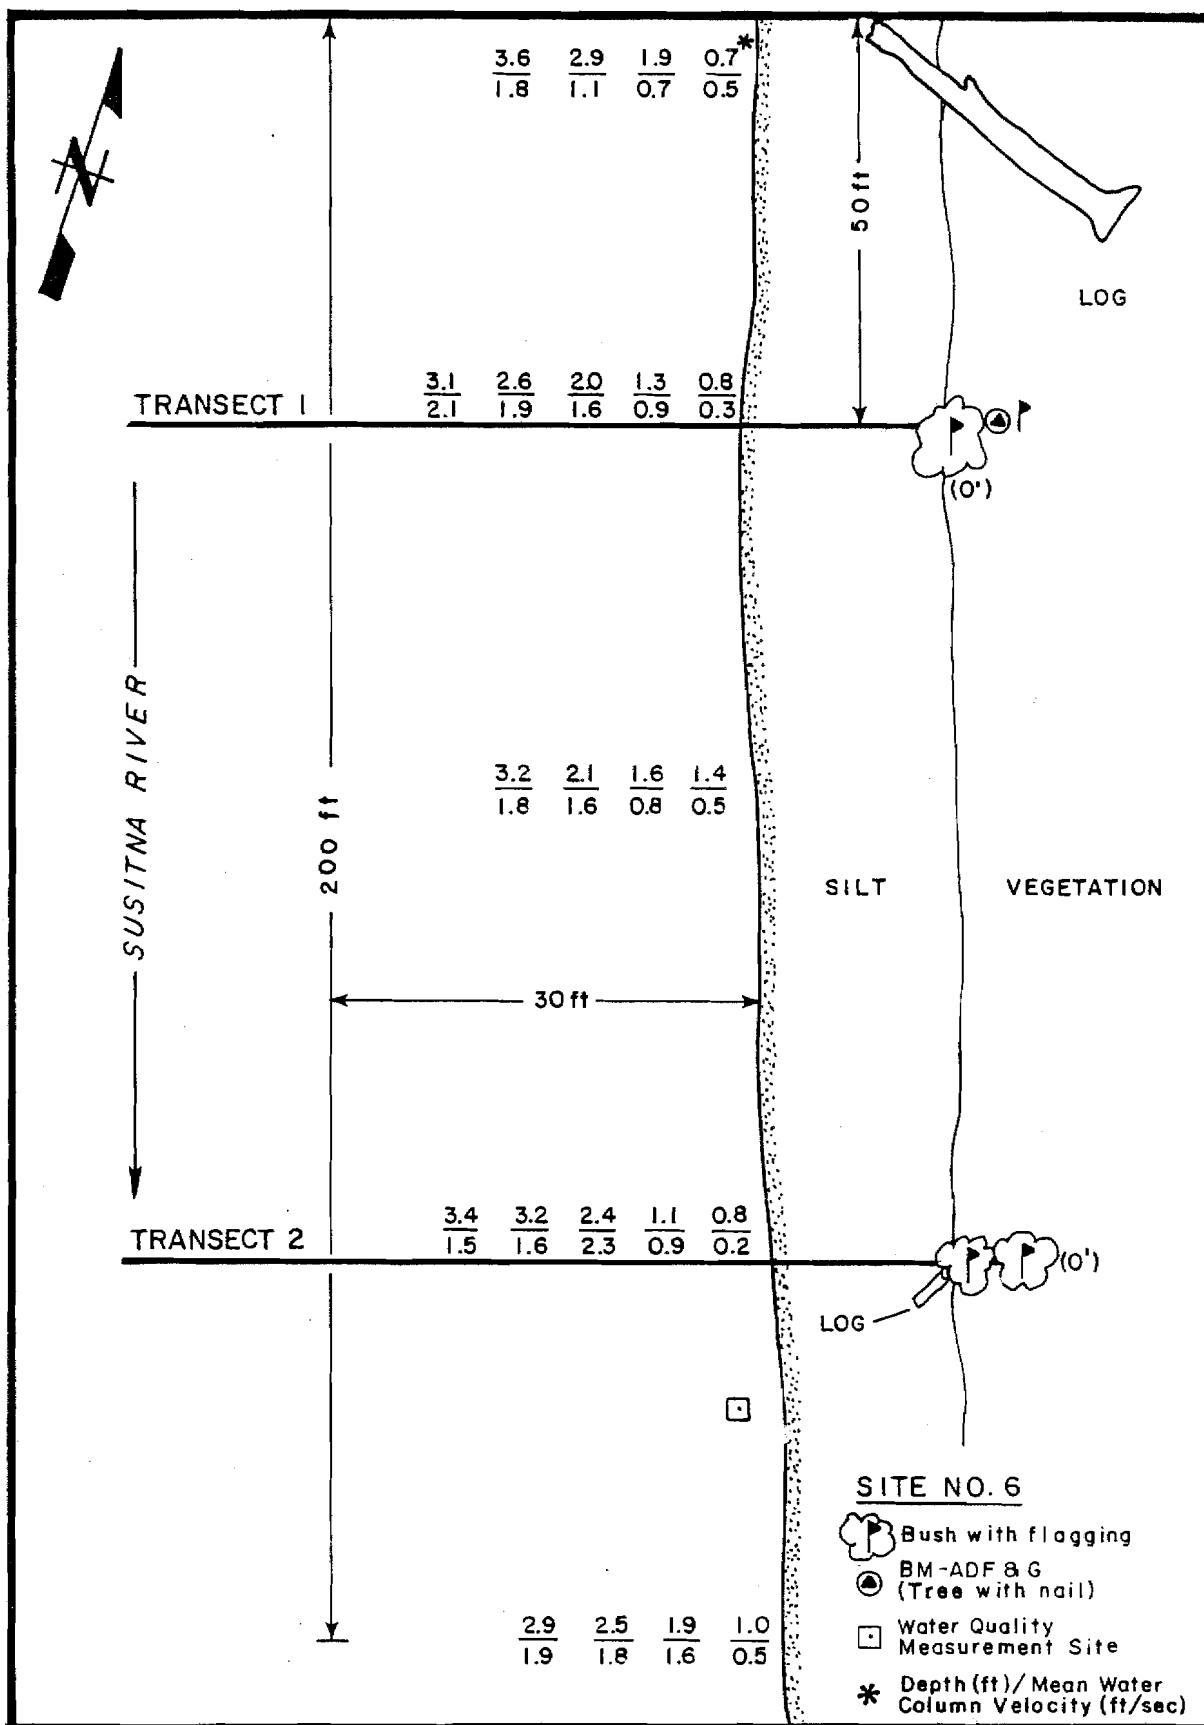 3.6 2.9 1.9 0.7*
1.8 1.1 0.7 0.5
N
50 ft
LOG
3.1 2.6 2.0 1.3 0.8
TRANSECT 1 2.1 1.9 1.6 0.9 0.3
(0')
SUSITNA RIVER
200 ft
3.2 2.1 1.6 1.4
1.8 1.6 0.8 0.5
SILT VEGETATION
30 ft
3.4 3.2 2.4 1.1 0.8
TRANSECT 2 1.5 1.6 2.3 0.9 0.2
(0')
LOG
SITE NO. 6
Bush with flagging
BM-ADF & G
(Tree with nail)
Water Quality
Measurement Site
* Depth (ft) / Mean Water
Column Velocity (ft/sec)
2.9 2.5 1.9 1.0
1.9 1.8 1.6 0.5